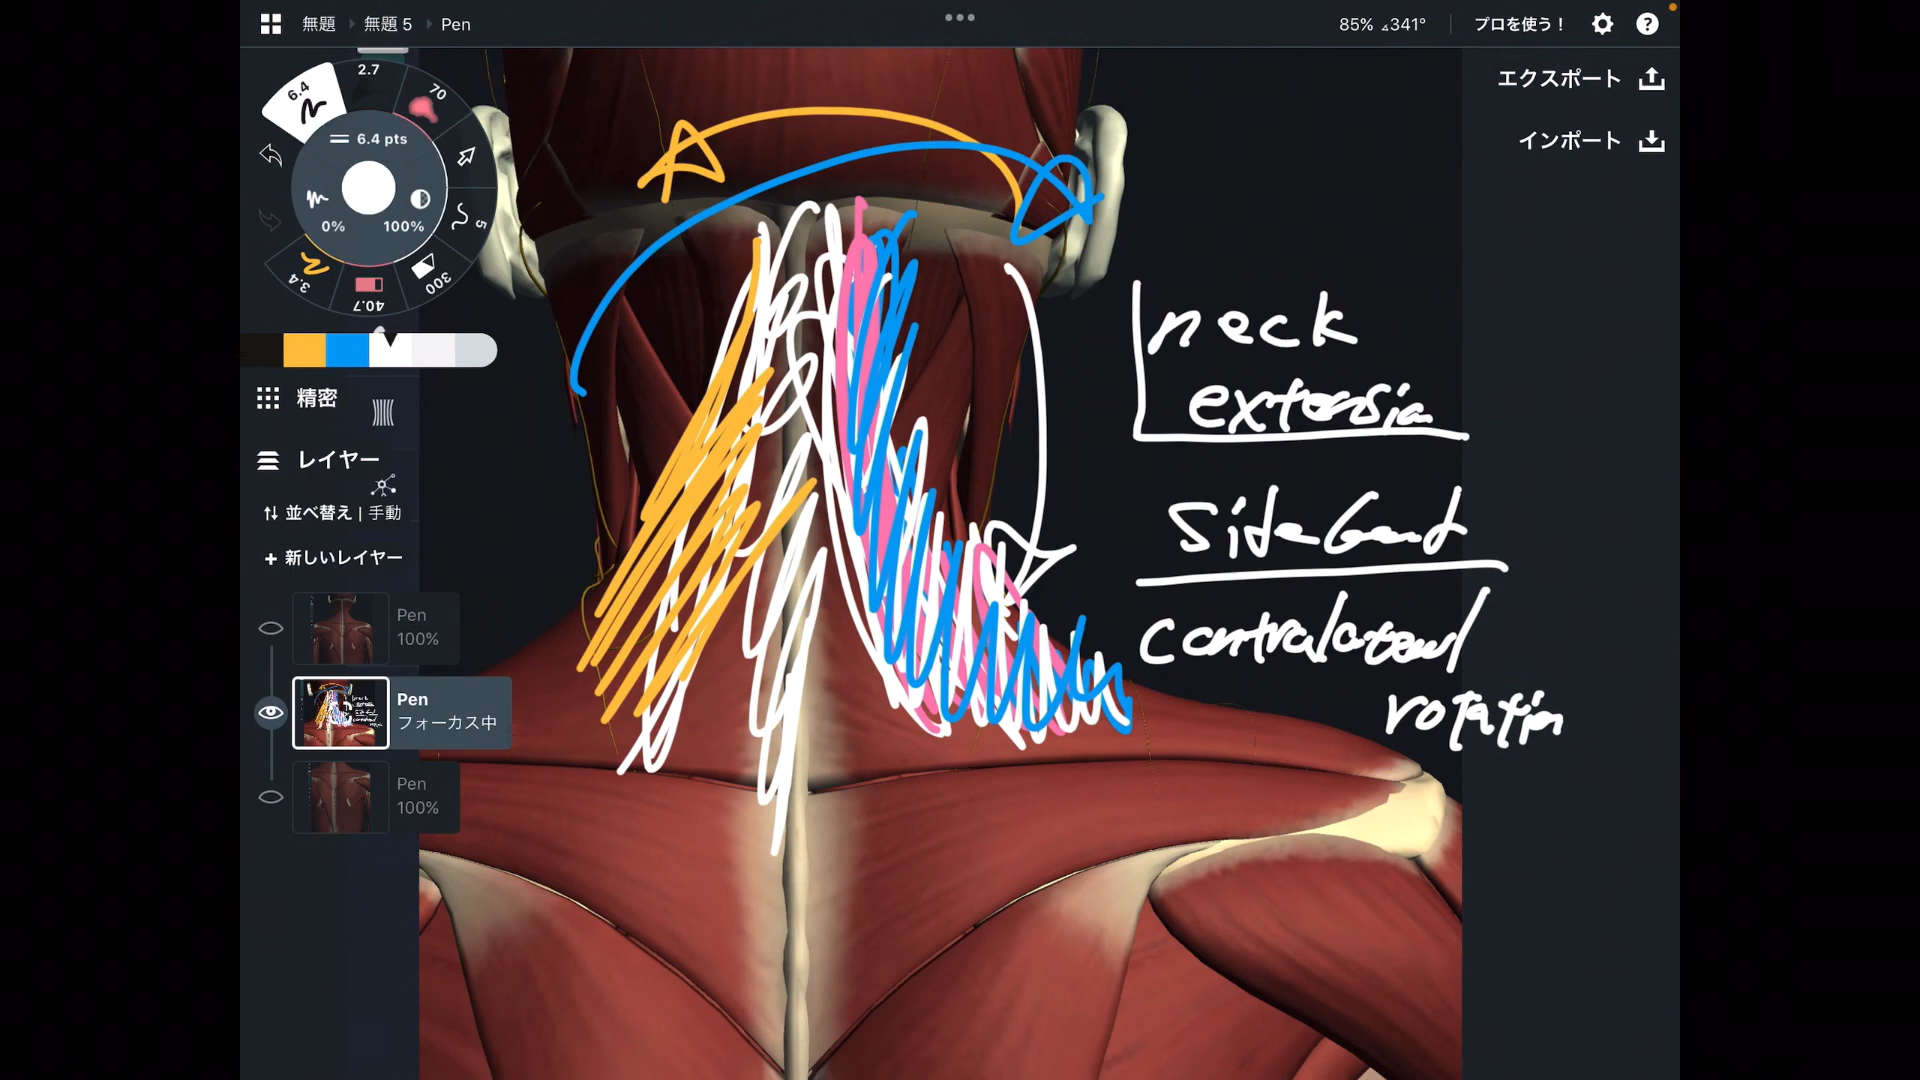 無題 無題 5 Pen
85% ⊿341° プロを使う！
エクスポート
インポート
2.7
6.4
70
6.4 pts
0% 100%
5
3.4
40.7
300
精密
レイヤー
並べ替え | 手動
+ 新しいレイヤー
Pen
100%
Pen
フォーカス中
Pen
100%
neck
extension
side bend
contralateral
rotation